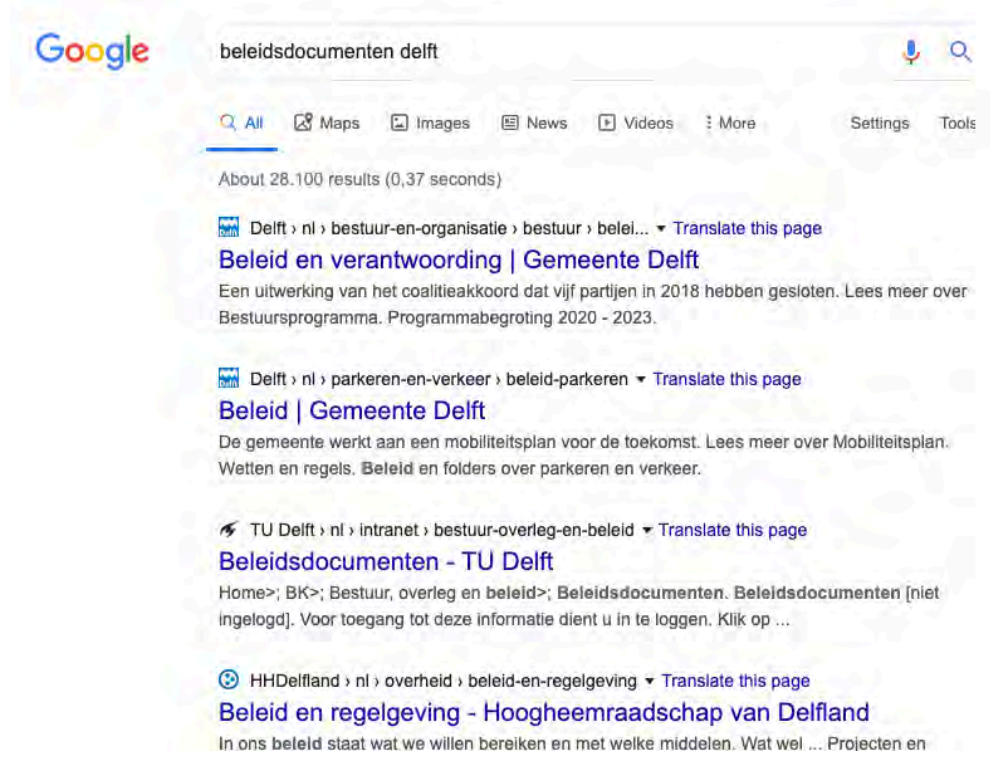 Google
beleidsdocumenten delft
All Maps Images News Videos More Settings Tools
About 28.100 results (0,37 seconds)
Delft › nl › bestuur-en-organisatie › bestuur › belei... Translate this page
Beleid en verantwoording | Gemeente Delft
Een uitwerking van het coalitieakkoord dat vijf partijen in 2018 hebben gesloten. Lees meer over
Bestuursprogramma. Programmabegroting 2020 - 2023.
Delft › nl › parkeren-en-verkeer › beleid-parkeren Translate this page
Beleid | Gemeente Delft
De gemeente werkt aan een mobiliteitsplan voor de toekomst. Lees meer over Mobiliteitsplan.
Wetten en regels. Beleid en folders over parkeren en verkeer.
TU Delft › nl › intranet › bestuur-overleg-en-beleid Translate this page
Beleidsdocumenten - TU Delft
Home>; BK>; Bestuur, overleg en beleid>; Beleidsdocumenten. Beleidsdocumenten [niet
ingelogd]. Voor toegang tot deze informatie dient u in te loggen. Klik op ...
HHDelfland › nl › overheid › beleid-en-regelgeving Translate this page
Beleid en regelgeving - Hoogheemraadschap van Delfland
In ons beleid staat wat we willen bereiken en met welke middelen. Wat wel ... Projecten en